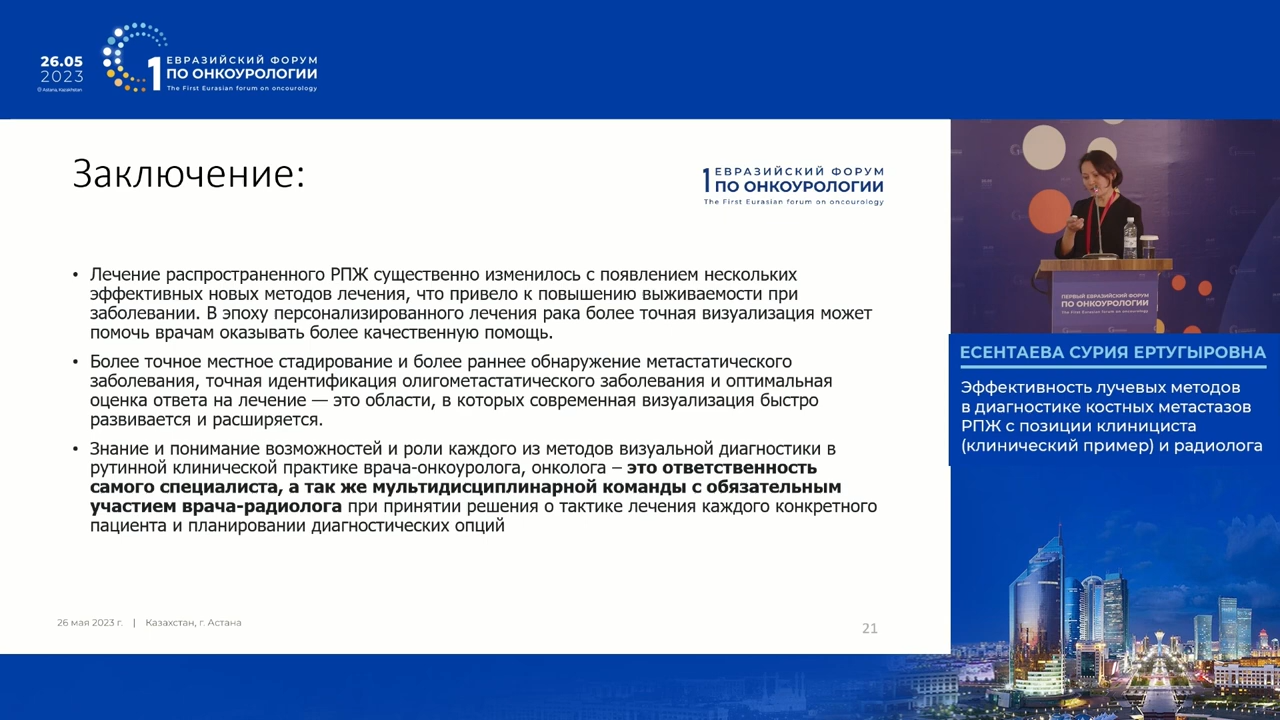 26.05
2023
Astana, Kazakhstan
1 ЕВРАЗИЙСКИЙ ФОРУМ
ПО ОНКОУРОЛОГИИ
The First Eurasian forum on oncourology
Заключение:
1 ЕВРАЗИЙСКИЙ ФОРУМ
ПО ОНКОУРОЛОГИИ
The First Eurasian forum on oncourology
• Лечение распространенного РПЖ существенно изменилось с появлением нескольких
эффективных новых методов лечения, что привело к повышению выживаемости при
заболевании. В эпоху персонализированного лечения рака более точная визуализация может
помочь врачам оказывать более качественную помощь.
• Более точное местное стадирование и более раннее обнаружение метастатического
заболевания, точная идентификация олигометастатического заболевания и оптимальная
оценка ответа на лечение — это области, в которых современная визуализация быстро
развивается и расширяется.
• Знание и понимание возможностей и роли каждого из методов визуальной диагностики в
рутинной клинической практике врача-онкоуролога, онколога – это ответственность
самого специалиста, а так же мультидисциплинарной команды с обязательным
участием врача-радиолога при принятии решения о тактике лечения каждого конкретного
пациента и планировании диагностических опций
26 мая 2023 г. | Казахстан, г. Астана
21
ПЕРВЫЙ ЕВРАЗИЙСКИЙ ФОРУМ
ПО ОНКОУРОЛОГИИ
ЕСЕНТАЕВА СУРИЯ ЕРТУГЫРОВНА
Эффективность лучевых методов
в диагностике костных метастазов
РПЖ с позиции клинициста
(клинический пример) и радиолога